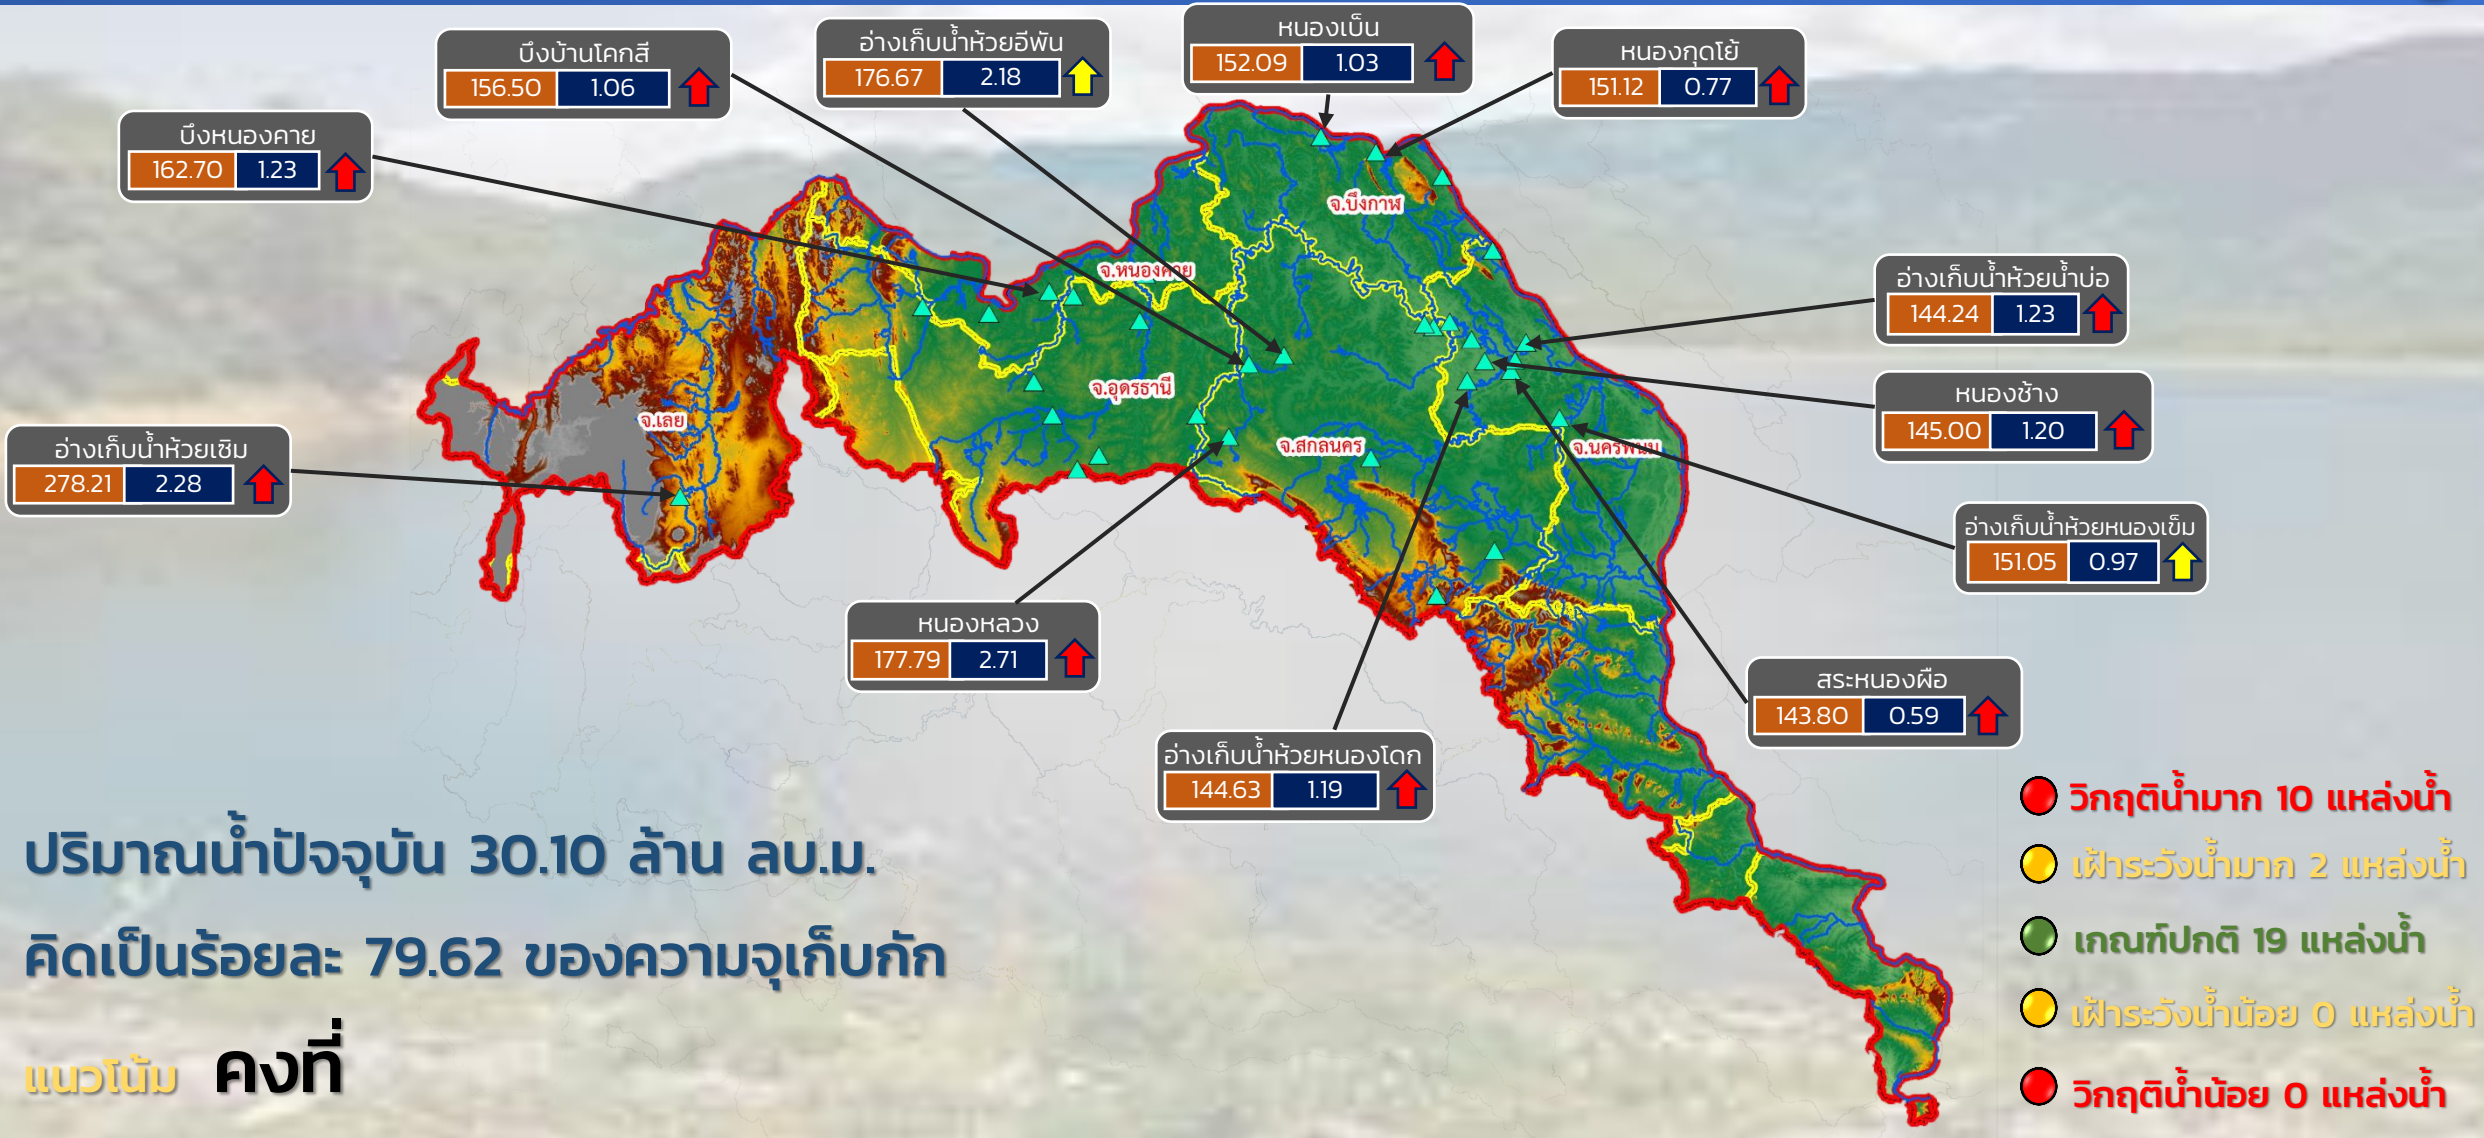 หนองเบ็น
152.09 1.03
อ่างเก็บน้ำห้วยอีพัน
176.67 2.18
บึงบ้านโคกสี
156.50 1.06
หนองกุดโย้
151.12 0.77
บึงหนองคาย
162.70 1.23
จ.บึงกาฬ
จ.หนองคาย
อ่างเก็บน้ำห้วยน้ำบ่อ
144.24 1.23
จ.อุดรธานี
หนองช้าง
145.00 1.20
จ.เลย
จ.สกลนคร
จ.นครพนม
อ่างเก็บน้ำห้วยเซิม
278.21 2.28
อ่างเก็บน้ำห้วยหนองเข็ม
151.05 0.97
หนองหลวง
177.79 2.71
สระหนองผือ
143.80 0.59
อ่างเก็บน้ำห้วยหนองโดก
144.63 1.19
ปริมาณน้ำปัจจุบัน 30.10 ล้าน ลบ.ม.
คิดเป็นร้อยละ 79.62 ของความจุเก็บกัก
แนวโน้ม คงที่
วิกฤติน้ำมาก 10 แหล่งน้ำ
เฝ้าระวังน้ำมาก 2 แหล่งน้ำ
เกณฑ์ปกติ 19 แหล่งน้ำ
เฝ้าระวังน้ำน้อย 0 แหล่งน้ำ
วิกฤติน้ำน้อย 0 แหล่งน้ำ